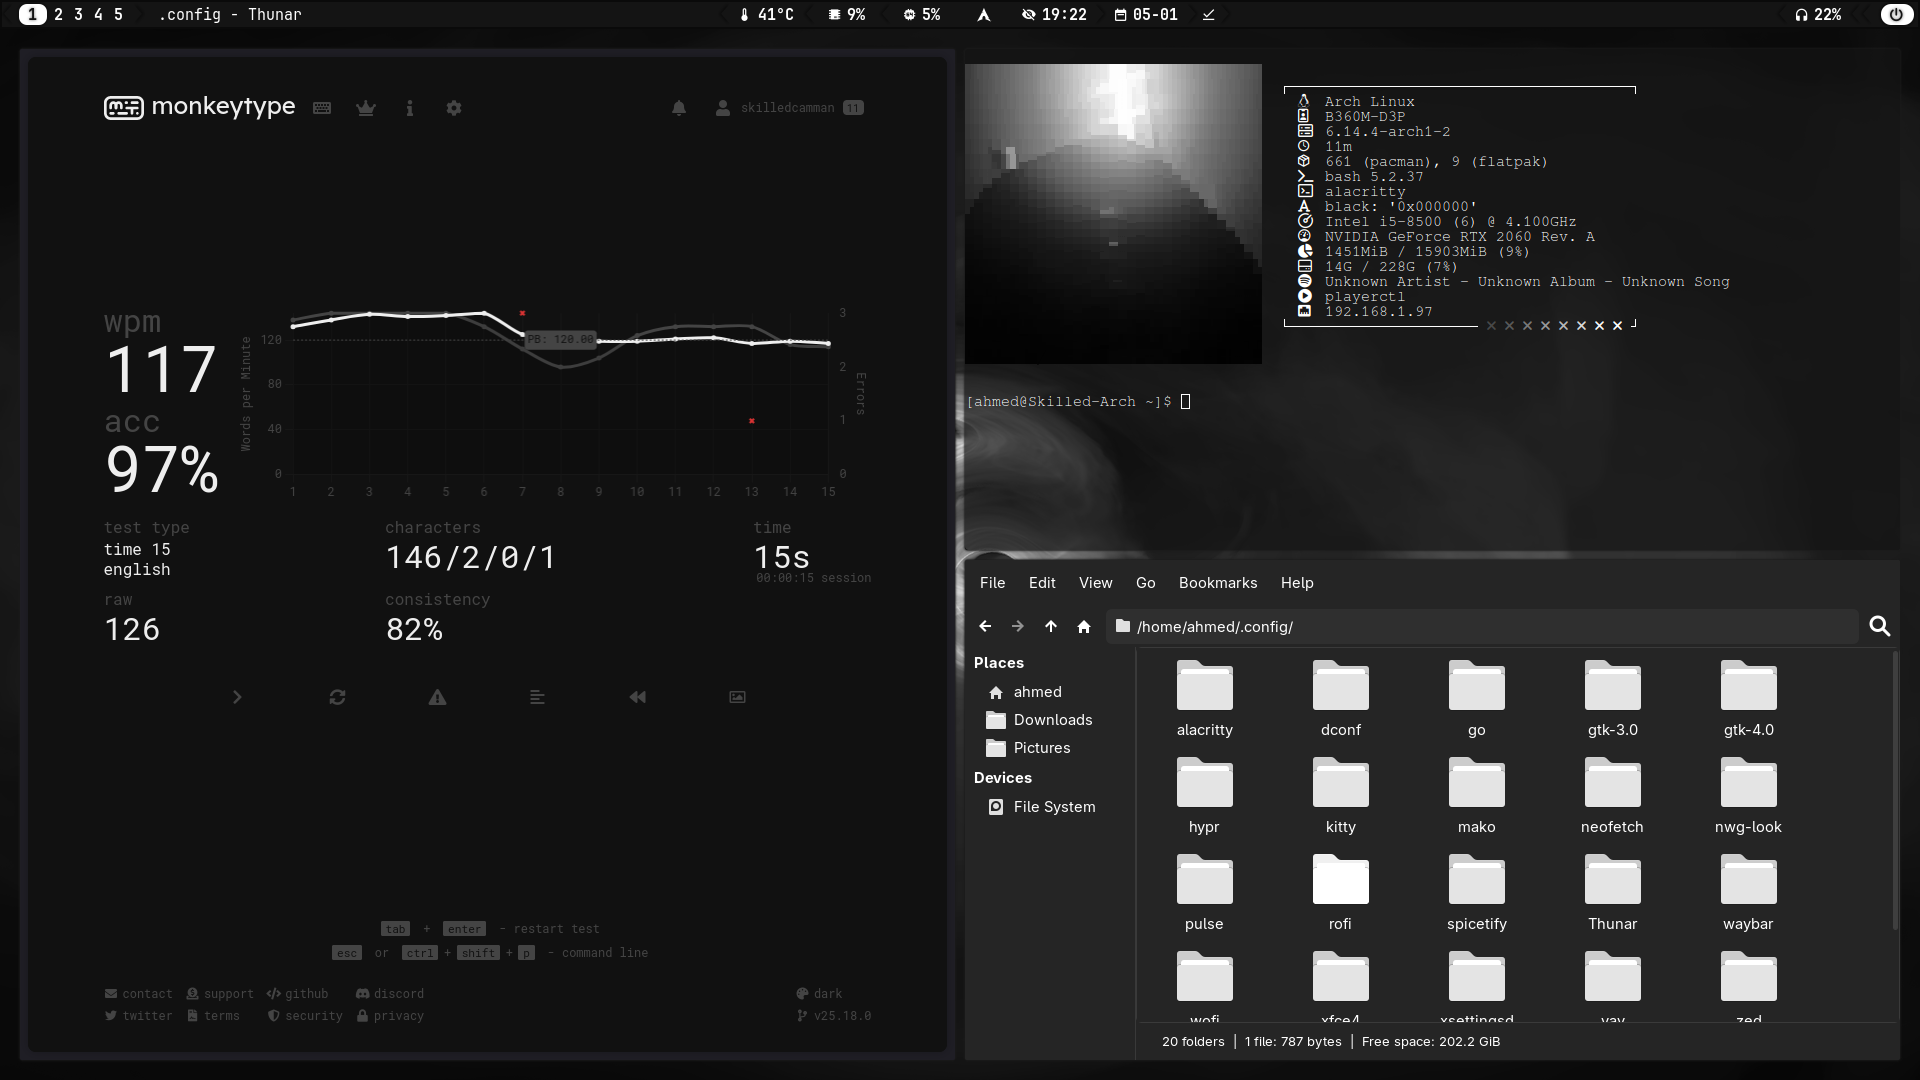 1 2 3 4 5 .config - Thunar 41°C 9% 5% 19:22 05-01 22%
monkeytype skilledcamman 11
wpm
117
acc
97%
Words per Minute
120
80
40
0
PB: 120.00
3
2
1
0
Errors
1 2 3 4 5 6 7 8 9 10 11 12 13 14 15
test type
time 15
english
characters
146/2/0/1
time
15s
00:00:15 session
raw
126
consistency
82%
tab + enter - restart test
esc or ctrl + shift + p - command line
contact support github discord
twitter terms security privacy
dark
v25.18.0
Arch Linux
B360M-D3P
6.14.4-arch1-2
11m
661 (pacman), 9 (flatpak)
bash 5.2.37
alacritty
black: '0x000000'
Intel i5-8500 (6) @ 4.100GHz
NVIDIA GeForce RTX 2060 Rev. A
1451MiB / 15903MiB (9%)
14G / 228G (7%)
Unknown Artist - Unknown Album - Unknown Song
playerctl
192.168.1.97
[ahmed@Skilled-Arch ~]$
File Edit View Go Bookmarks Help
/home/ahmed/.config/
Places
ahmed
Downloads
Pictures
Devices
File System
alacritty dconf go gtk-3.0 gtk-4.0
hypr kitty mako neofetch nwg-look
pulse rofi spicetify Thunar waybar
wofi xfce4 xsettingsd yay zed
20 folders | 1 file: 787 bytes | Free space: 202.2 GiB